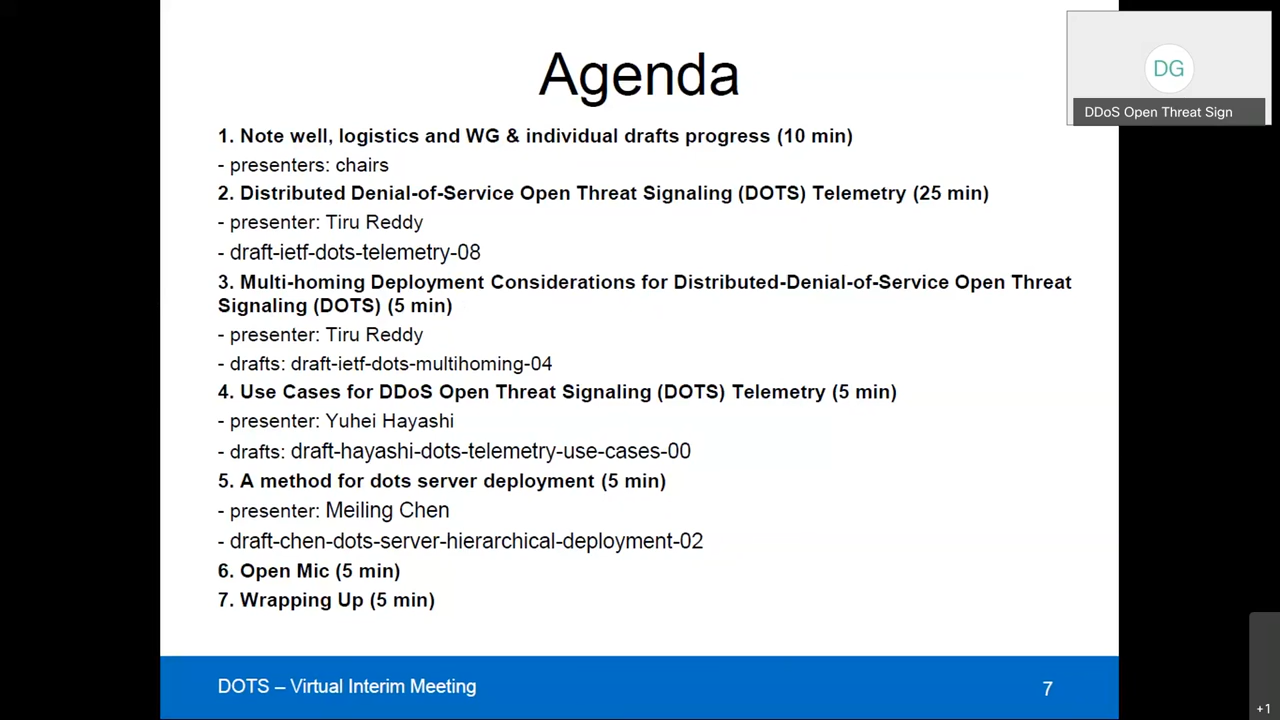 Agenda
DG
DDoS Open Threat Sign
1. Note well, logistics and WG & individual drafts progress (10 min)
- presenters: chairs
2. Distributed Denial-of-Service Open Threat Signaling (DOTS) Telemetry (25 min)
- presenter: Tiru Reddy
- draft-ietf-dots-telemetry-08
3. Multi-homing Deployment Considerations for Distributed-Denial-of-Service Open Threat
Signaling (DOTS) (5 min)
- presenter: Tiru Reddy
- drafts: draft-ietf-dots-multihoming-04
4. Use Cases for DDoS Open Threat Signaling (DOTS) Telemetry (5 min)
- presenter: Yuhei Hayashi
- drafts: draft-hayashi-dots-telemetry-use-cases-00
5. A method for dots server deployment (5 min)
- presenter: Meiling Chen
- draft-chen-dots-server-hierarchical-deployment-02
6. Open Mic (5 min)
7. Wrapping Up (5 min)
DOTS – Virtual Interim Meeting
7
+1